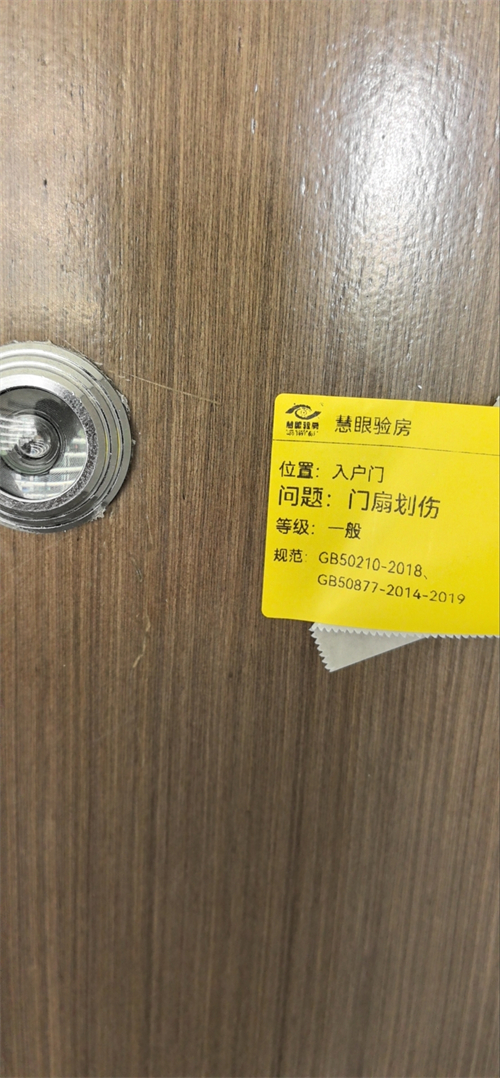 慧眼验房
位置：入户门
问题：门扇划伤
等级：一般
规范：GB50210-2018、
GB50877-2014-2019